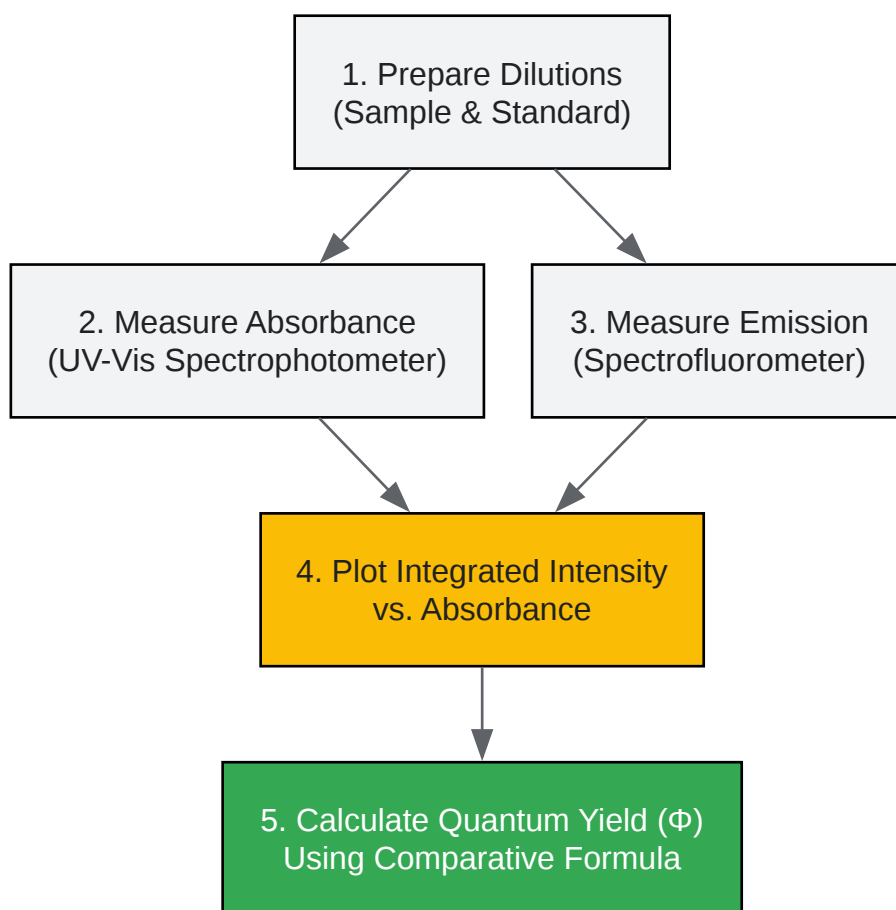 1. Prepare Dilutions
(Sample & Standard)
2. Measure Absorbance
(UV-Vis Spectrophotometer)
3. Measure Emission
(Spectrofluorometer)
4. Plot Integrated Intensity
vs. Absorbance
5. Calculate Quantum Yield (Φ)
Using Comparative Formula